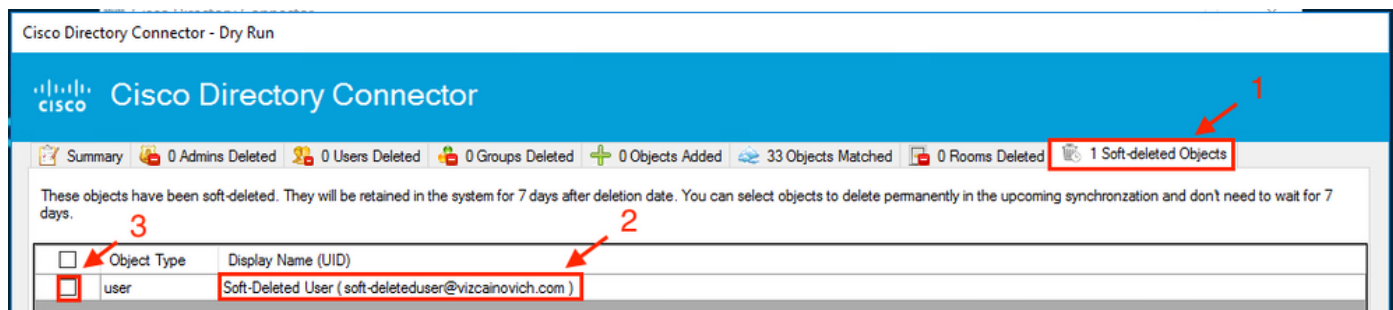 Cisco Directory Connector - Dry Run
cisco Cisco Directory Connector
1
Summary 0 Admins Deleted 0 Users Deleted 0 Groups Deleted 0 Objects Added 33 Objects Matched 0 Rooms Deleted 1 Soft-deleted Objects
These objects have been soft-deleted. They will be retained in the system for 7 days after deletion date. You can select objects to delete permanently in the upcoming synchronzation and don't need to wait for 7
days.
3 2
Object Type Display Name (UID)
user Soft-Deleted User ( soft-deleteduser@vizcainovich.com )